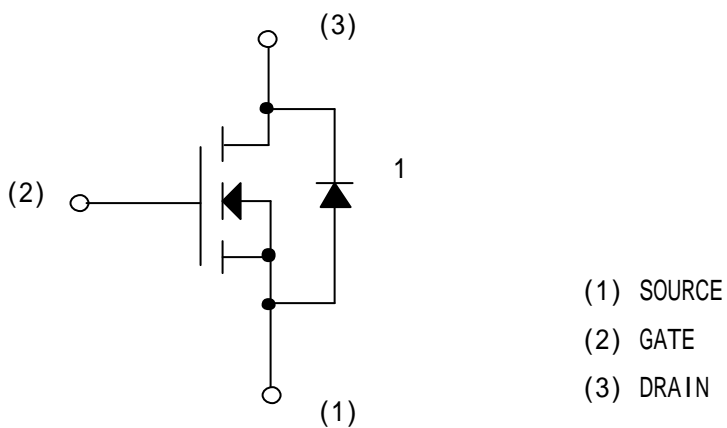 (3)
1
(2)
(1) SOURCE
(2) GATE
(3) DRAIN
(1)